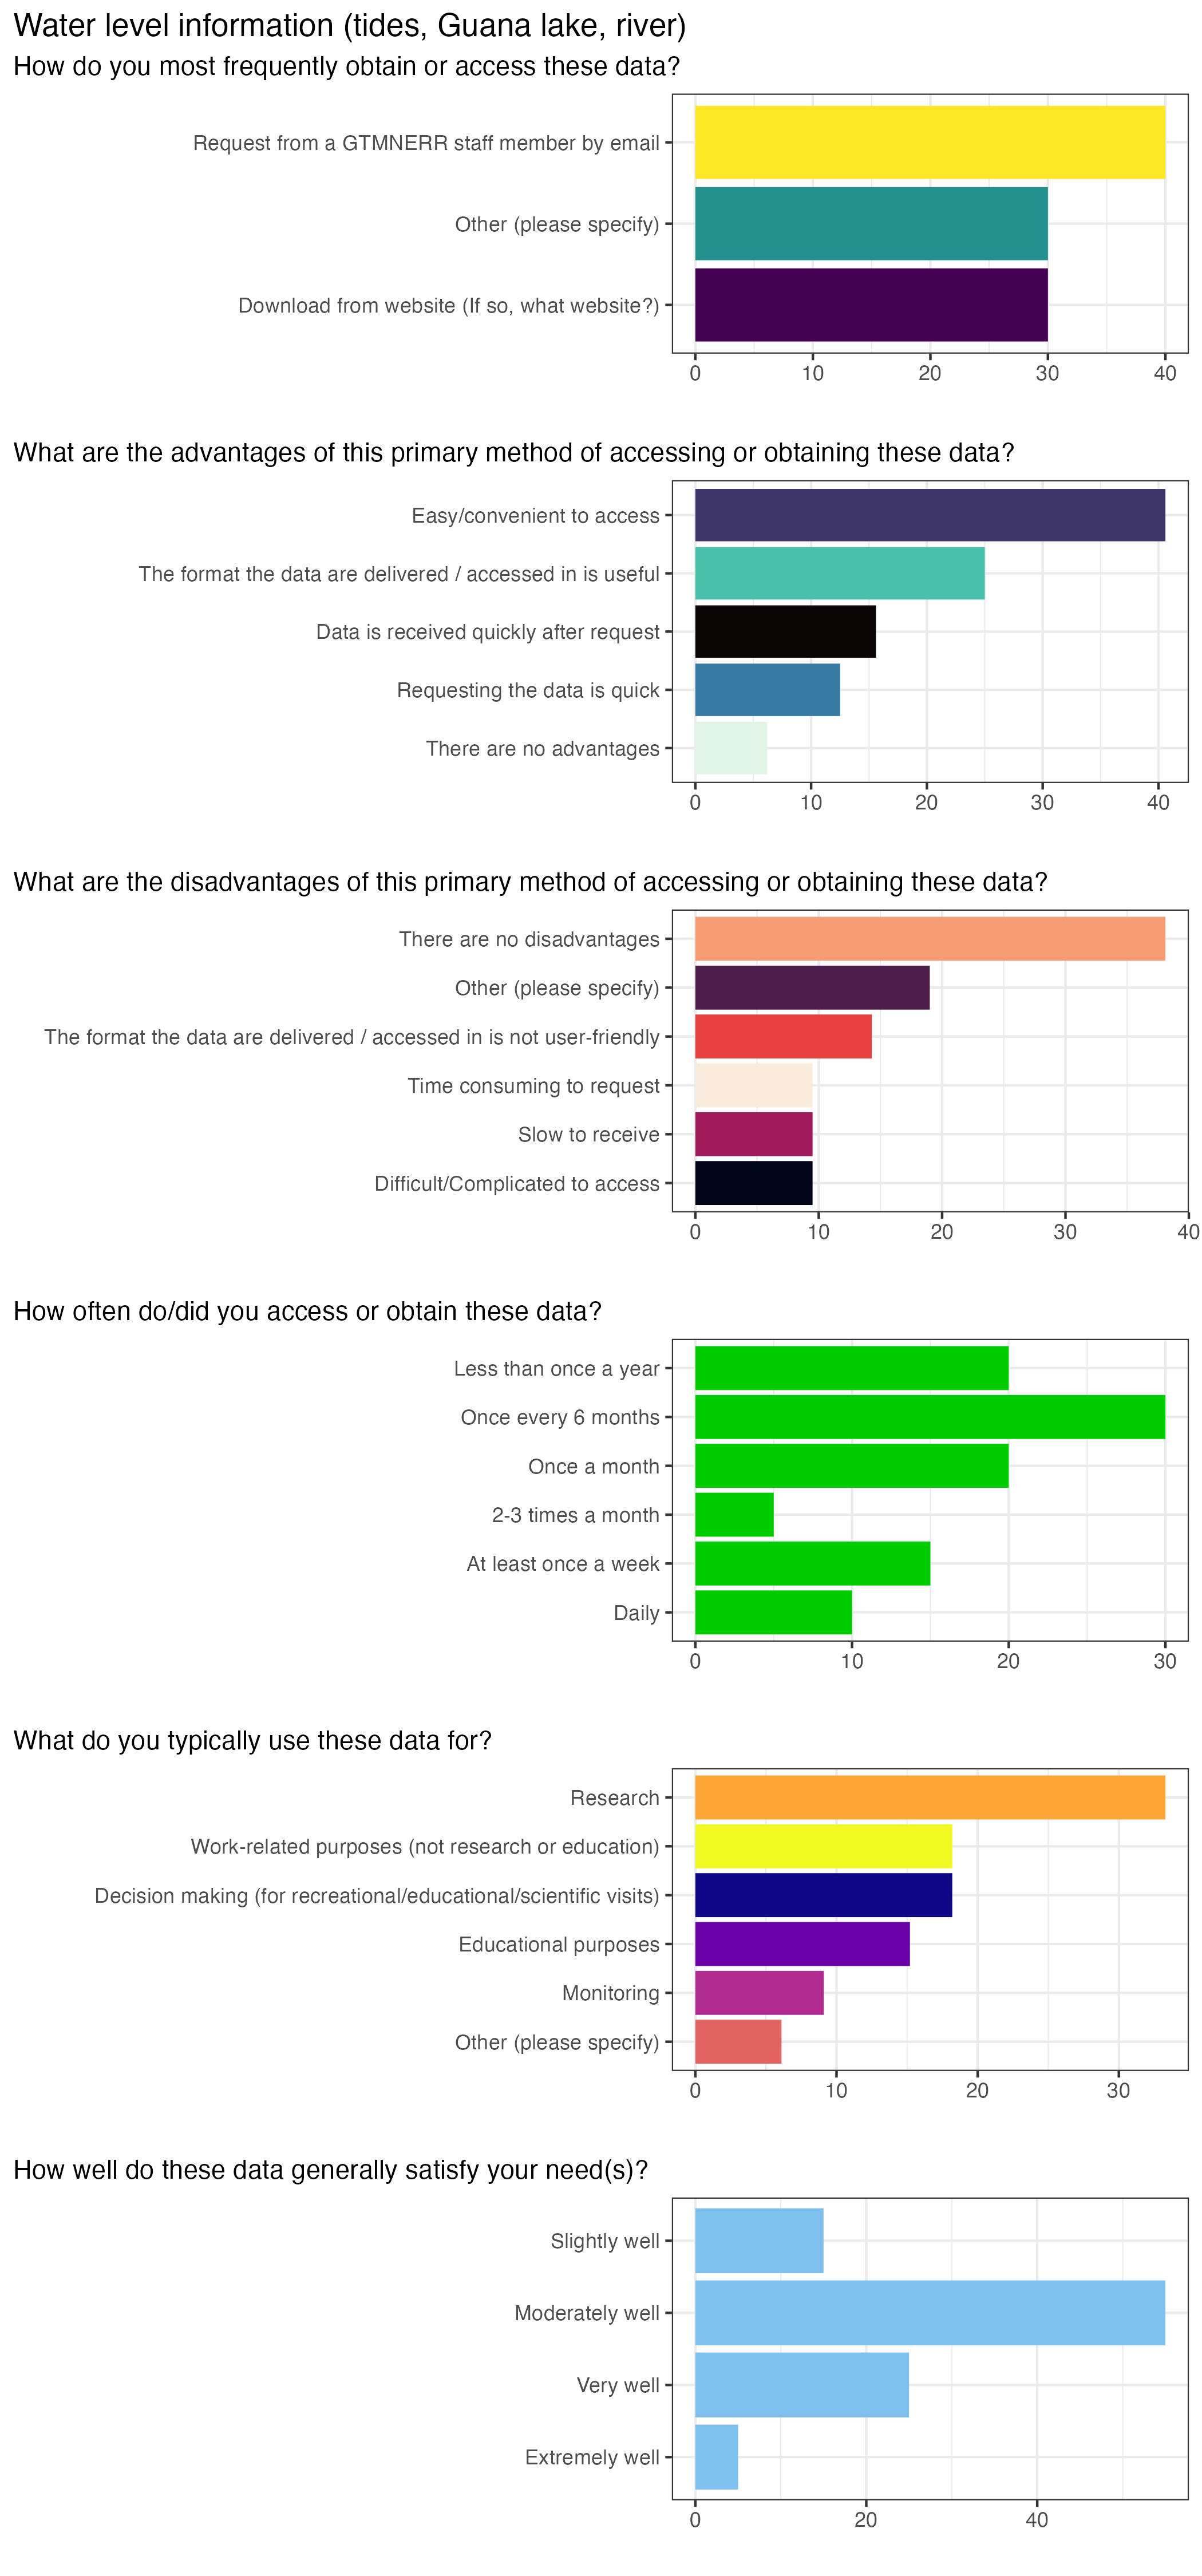 Water level information (tides, Guana lake, river)
How do you most frequently obtain or access these data?
Request from a GTMNERR staff member by email
Other (please specify)
Download from website (If so, what website?)
0 10 20 30 40
What are the advantages of this primary method of accessing or obtaining these data?
Easy/convenient to access
The format the data are delivered / accessed in is useful
Data is received quickly after request
Requesting the data is quick
There are no advantages
0 10 20 30 40
What are the disadvantages of this primary method of accessing or obtaining these data?
There are no disadvantages
Other (please specify)
The format the data are delivered / accessed in is not user-friendly
Time consuming to request
Slow to receive
Difficult/Complicated to access
0 10 20 30 40
How often do/did you access or obtain these data?
Less than once a year
Once every 6 months
Once a month
2-3 times a month
At least once a week
Daily
0 10 20 30
What do you typically use these data for?
Research
Work-related purposes (not research or education)
Decision making (for recreational/educational/scientific visits)
Educational purposes
Monitoring
Other (please specify)
0 10 20 30
How well do these data generally satisfy your need(s)?
Slightly well
Moderately well
Very well
Extremely well
0 20 40